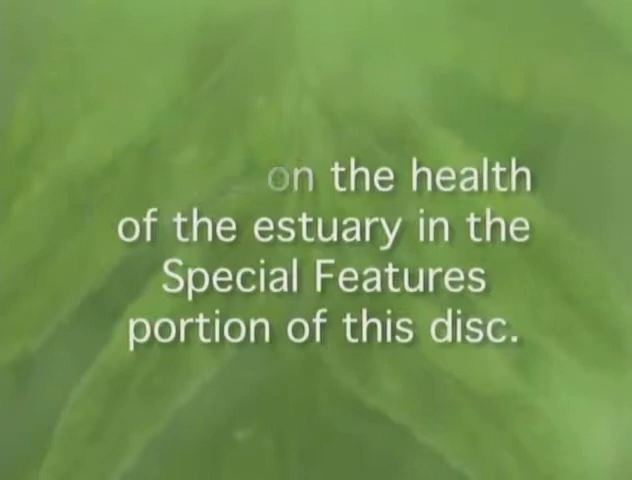 on the health
of the estuary in the
Special Features
portion of this disc.